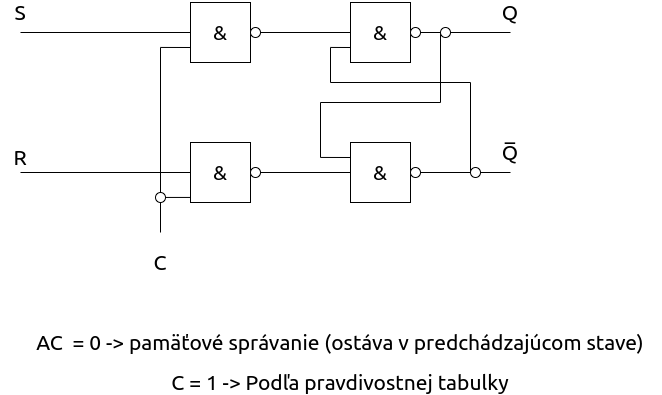 S & & Q
R & & Q̅
C
AC = 0 -> pamäťové správanie (ostáva v predchádzajúcom stave)
C = 1 -> Podľa pravdivostnej tabulky